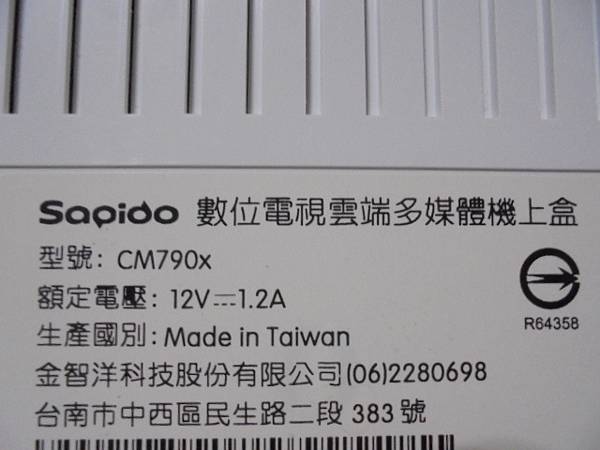 Sapido 數位電視雲端多媒體機上盒
型號: CM790x
額定電壓: 12V⎓1.2A
生產國別: Made in Taiwan
R64358
金智洋科技股份有限公司(06)2280698
台南市中西區民生路二段 383 號